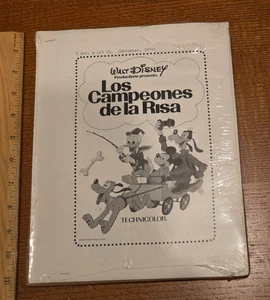 WALT DISNEY
Productions presenta
Los
Campeones
de la Risa
TECHNICOLOR